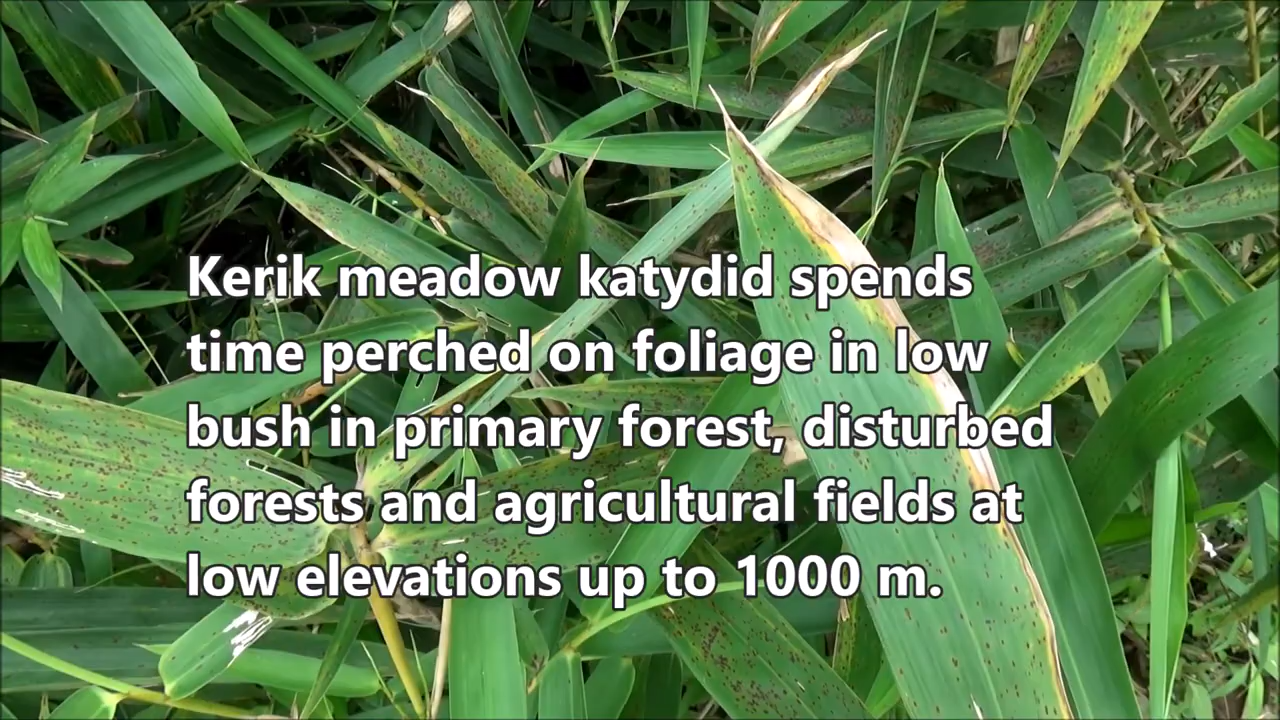 Kerik meadow katydid spends
time perched on foliage in low
bush in primary forest, disturbed
forests and agricultural fields at
low elevations up to 1000 m.